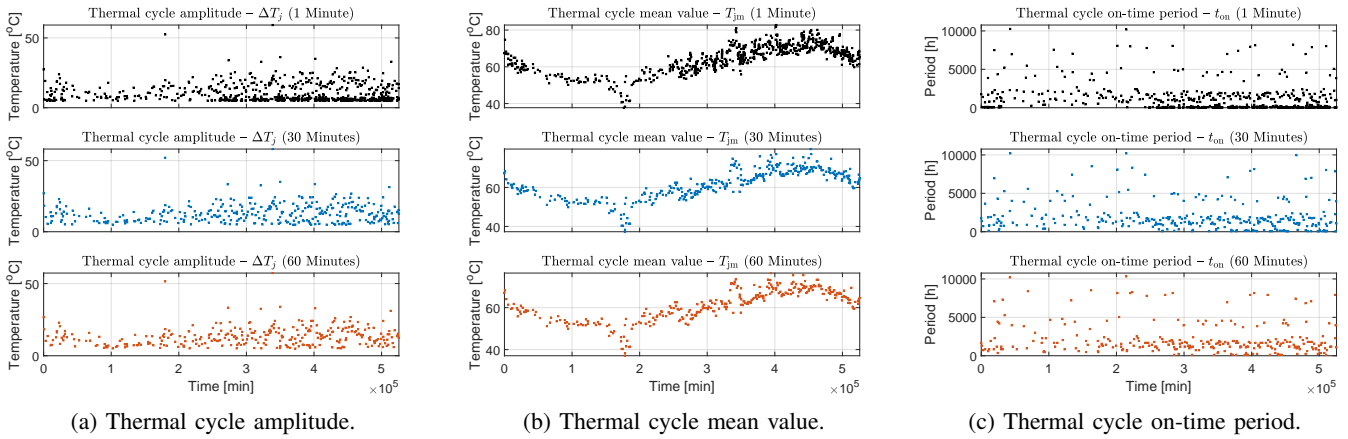 Thermal cycle amplitude – ΔTj (1 Minute)
Temperature [°C]
50
0
Thermal cycle amplitude – ΔTj (30 Minutes)
Temperature [°C]
50
0
Thermal cycle amplitude – ΔTj (60 Minutes)
Temperature [°C]
50
0
0 1 2 3 4 5
Time [min]
×10^5
(a) Thermal cycle amplitude.
Thermal cycle mean value – Tjm (1 Minute)
Temperature [°C]
80
60
40
Thermal cycle mean value – Tjm (30 Minutes)
Temperature [°C]
60
40
Thermal cycle mean value – Tjm (60 Minutes)
Temperature [°C]
60
40
0 1 2 3 4 5
Time [min]
×10^5
(b) Thermal cycle mean value.
Thermal cycle on-time period – ton (1 Minute)
Period [h]
10000
5000
0
Thermal cycle on-time period – ton (30 Minutes)
Period [h]
10000
5000
0
Thermal cycle on-time period – ton (60 Minutes)
Period [h]
10000
5000
0
0 1 2 3 4 5
Time [min]
×10^5
(c) Thermal cycle on-time period.